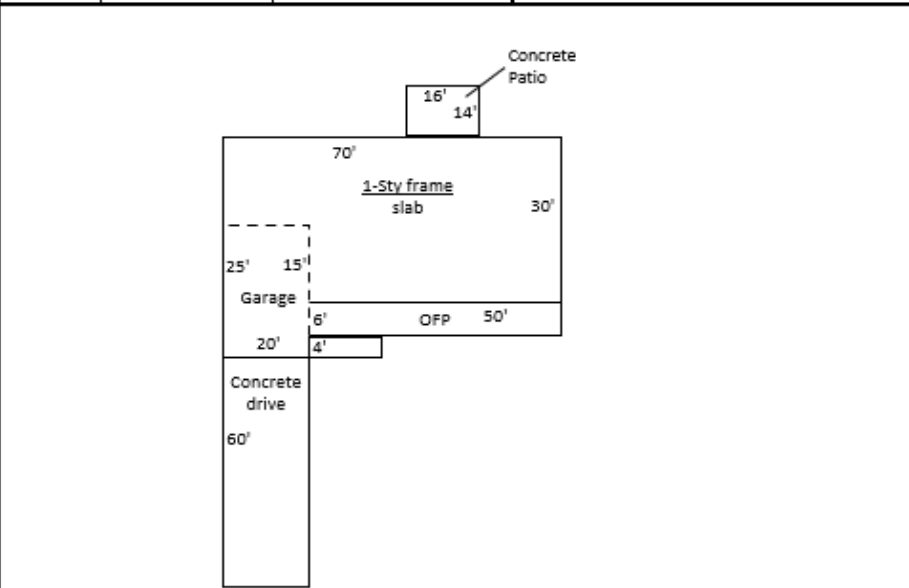 Concrete
Patio
16'
14'
70'
1-Sty frame
slab
30'
25'
15'
Garage
6'
OFP
50'
20'
4'
Concrete
drive
60'